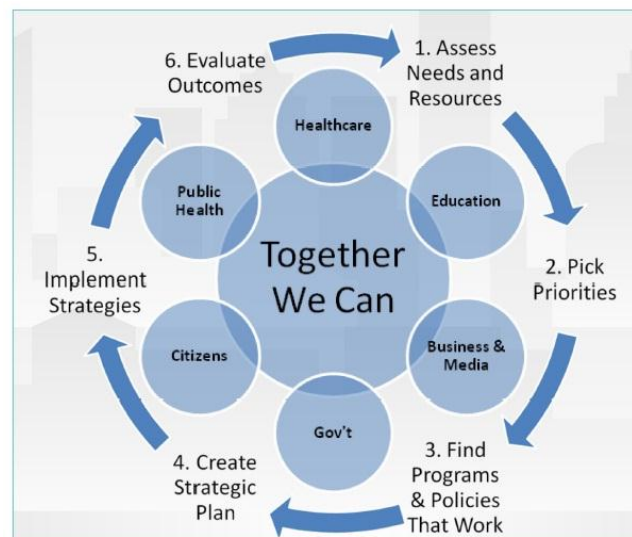 6. Evaluate
Outcomes
1. Assess
Needs and
Resources
Healthcare
Public
Health
Education
Together
We Can
5.
Implement
Strategies
2. Pick
Priorities
Citizens
Business &
Media
Gov't
4. Create
Strategic
Plan
3. Find
Programs
& Policies
That Work